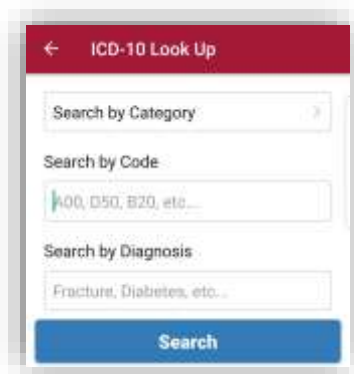 ← ICD-10 Look Up
Search by Category >
Search by Code
A00, D50, B20, etc...
Search by Diagnosis
Fracture, Diabetes, etc...
Search